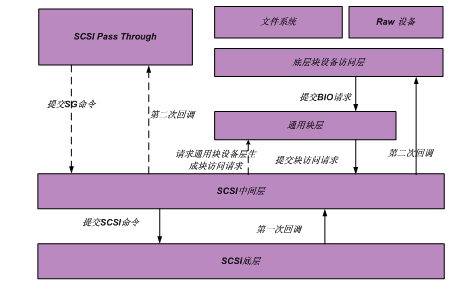 SCSI Pass Through
文件系统
Raw 设备
底层块设备访问层
提交SG命令
第二次回调
提交BIO请求
通用块层
请求通用块设备层生
成块访问请求
提交块访问请求
第二次回调
SCSI中间层
提交SCSI命令
第一次回调
SCSI底层